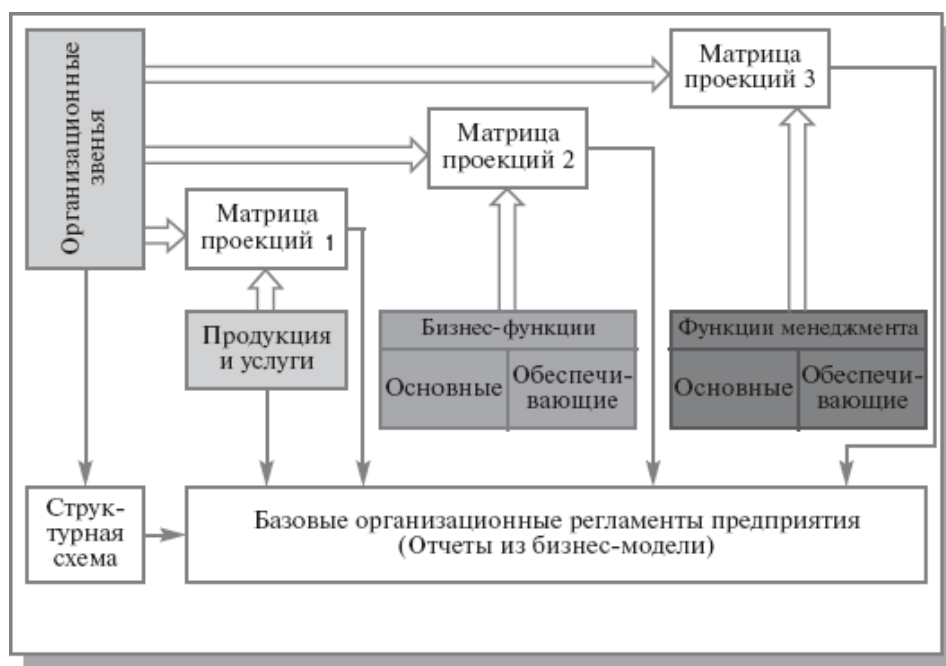 Организационные
звенья
Матрица
проекций 3
Матрица
проекций 2
Матрица
проекций 1
Продукция
и услуги
Бизнес-функции
Основные
Обеспечи-
вающие
Функции менеджмента
Основные
Обеспечи-
вающие
Струк-
турная
схема
Базовые организационные регламенты предприятия
(Отчеты из бизнес-модели)